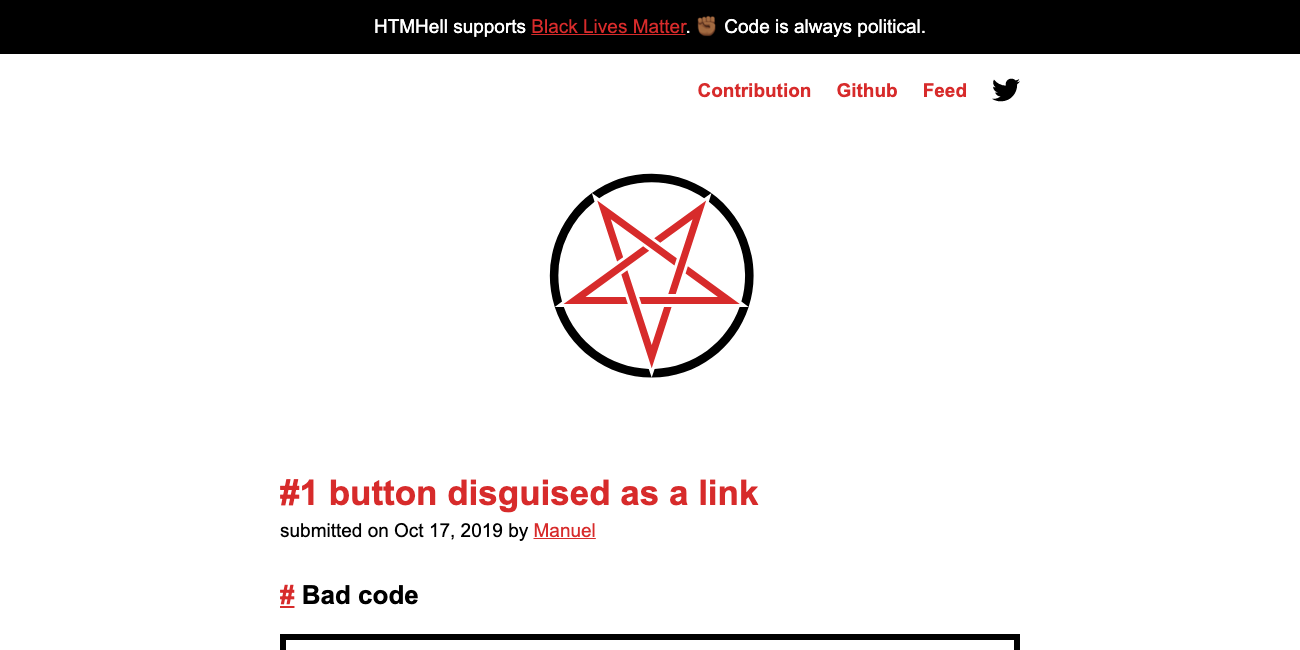 HTMHell supports Black Lives Matter. ✊🏾 Code is always political.
Contribution Github Feed
#1 button disguised as a link
submitted on Oct 17, 2019 by Manuel
# Bad code